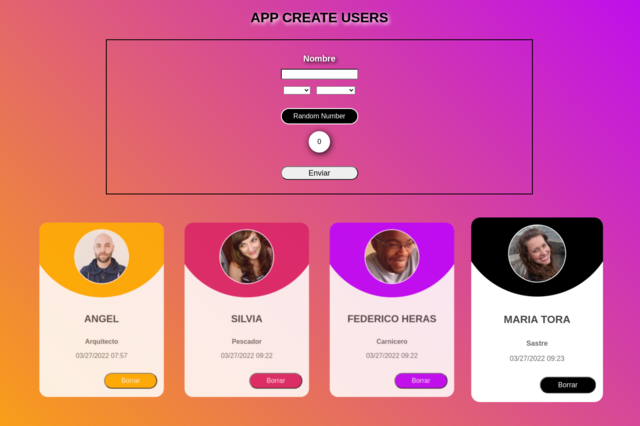 APP CREATE USERS
Nombre
Random Number
0
Enviar
ANGEL
Arquitecto
03/27/2022 07:57
Borrar
SILVIA
Pescador
03/27/2022 09:22
Borrar
FEDERICO HERAS
Carnicero
03/27/2022 09:22
Borrar
MARIA TORA
Sastre
03/27/2022 09:23
Borrar